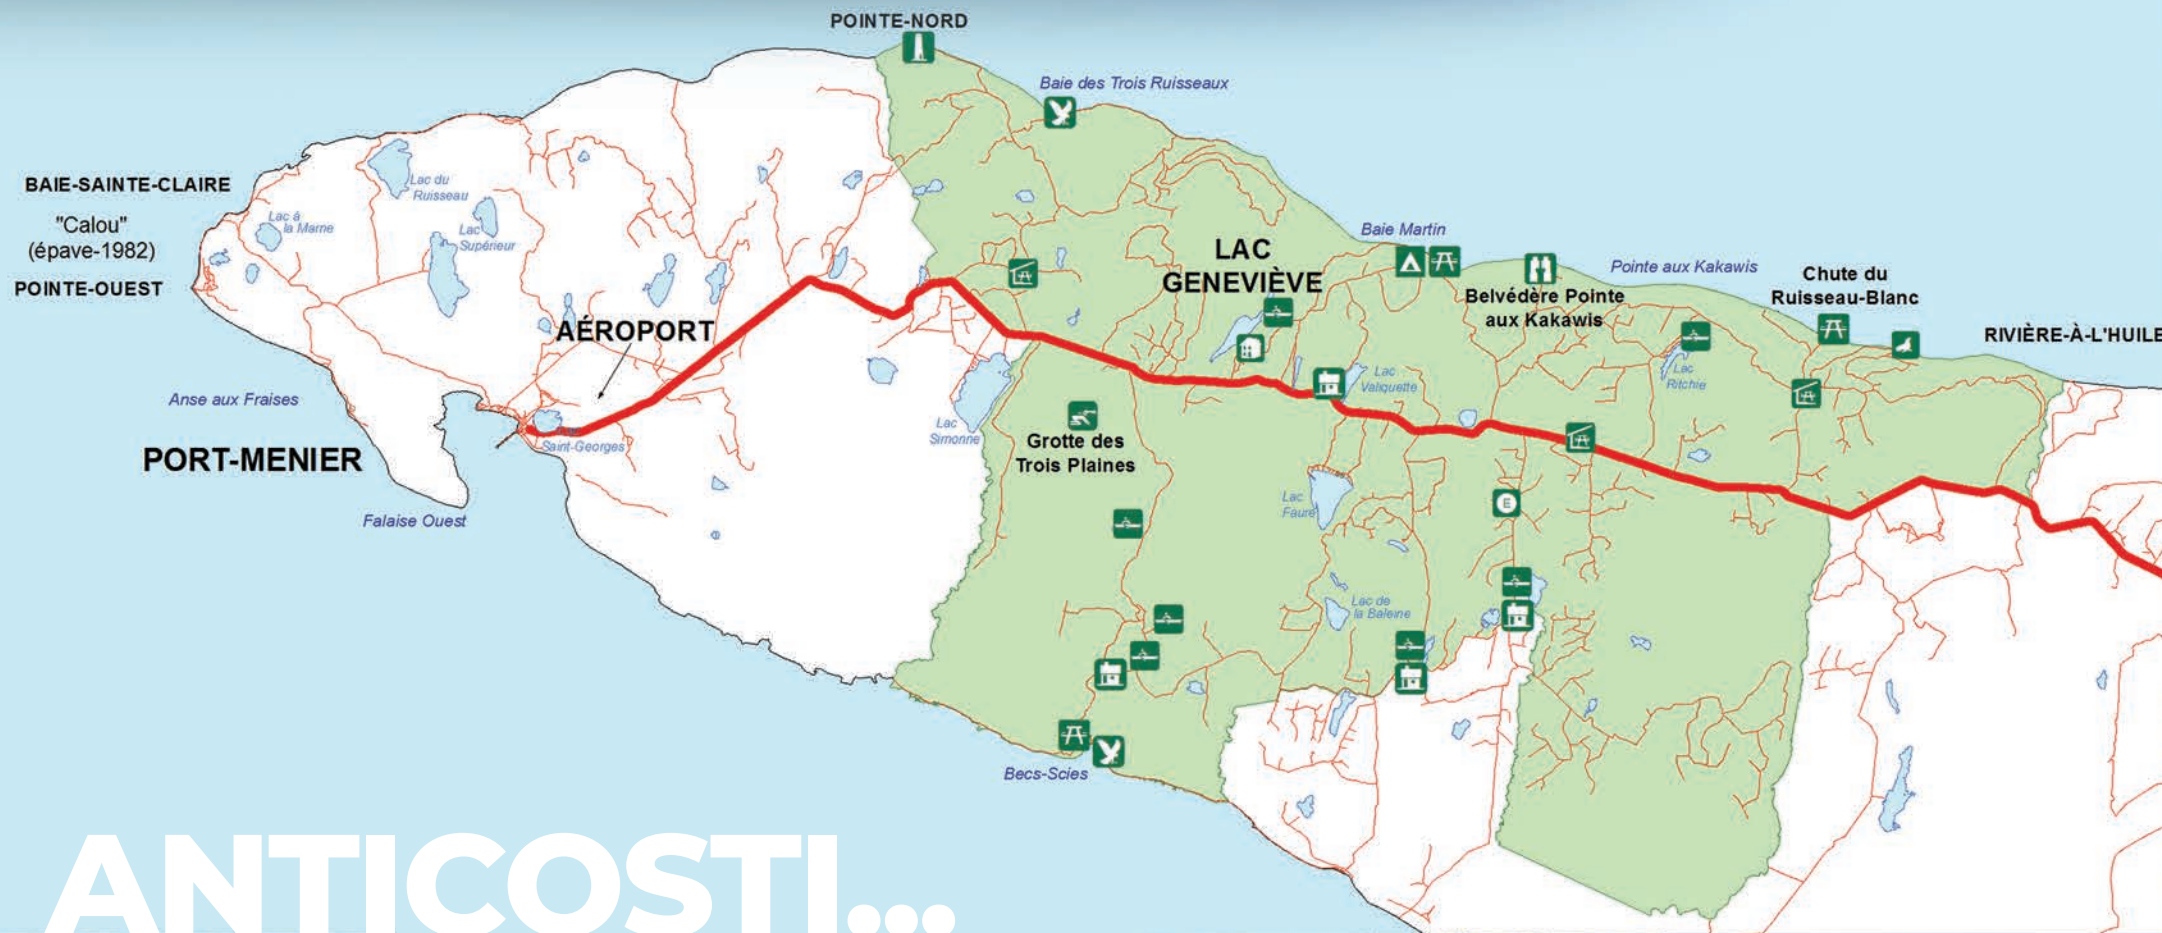 POINTE-NORD
Baie des Trois Ruisseaux
BAIE-SAINTE-CLAIRE
"Calou"
(épave-1982)
POINTE-OUEST
Lac du
Ruisseau
Lac à
la Marne
Lac
Supérieur
AÉROPORT
LAC
GENEVIÈVE
Baie Martin
Belvédère Pointe
aux Kakawis
Pointe aux Kakawis
Chute du
Ruisseau-Blanc
RIVIÈRE-À-L'HUILE
Anse aux Fraises
PORT-MENIER
Falaise Ouest
Lac
Saint-Georges
Lac
Simonne
Grotte des
Trois Plaines
Lac
Valiquette
Lac
Ritchie
Lac
Faure
E
Lac de
la Baleine
Becs-Scies
ANTICOSTI...